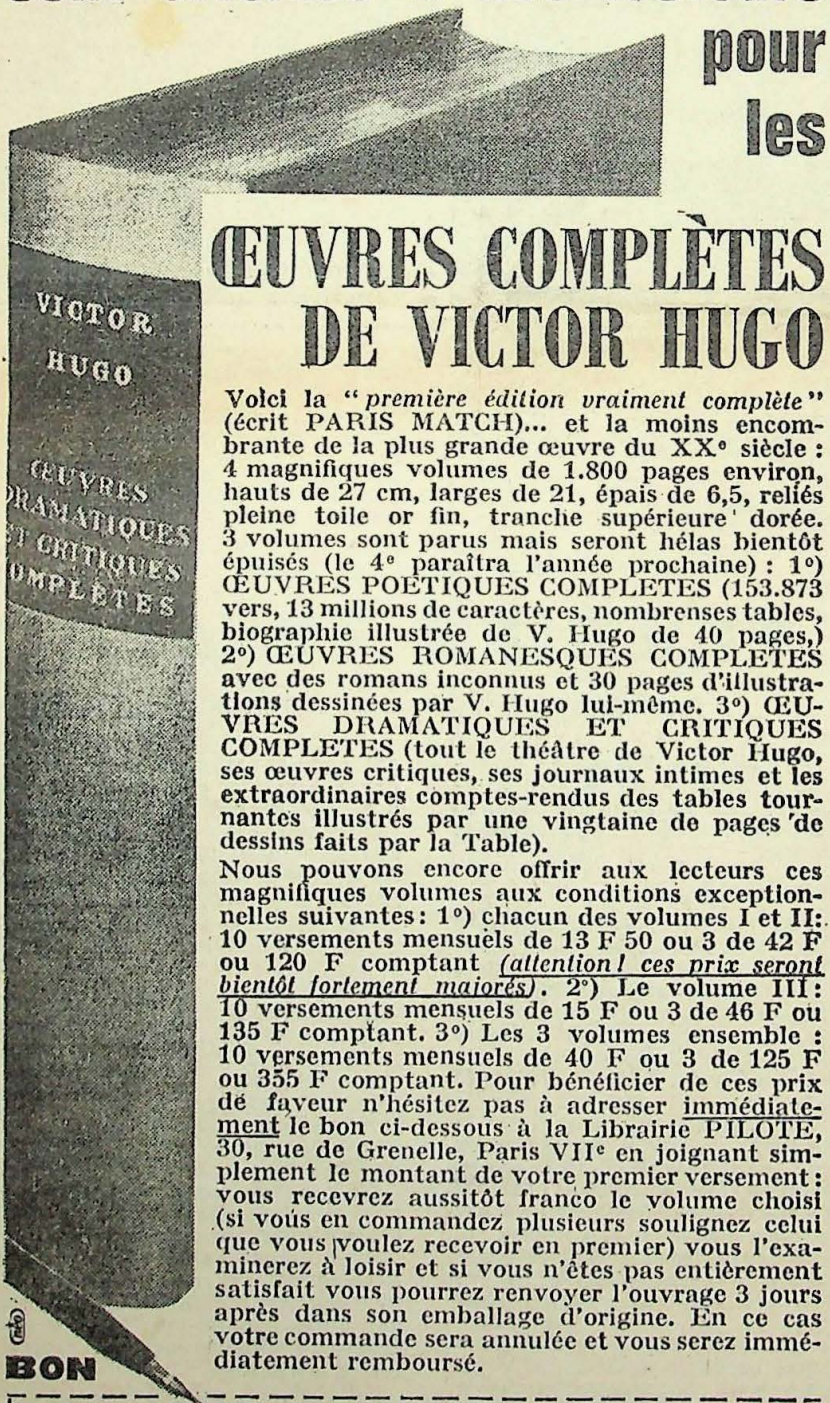 pour
les
ŒUVRES COMPLÈTES
DE VICTOR HUGO
VICTOR
HUGO
ŒUVRES
DRAMATIQUES
ET CRITIQUES
COMPLÈTES
Voici la "première édition vraiment complète"
(écrit PARIS MATCH)... et la moins encom-
brante de la plus grande œuvre du XXe siècle :
4 magnifiques volumes de 1.800 pages environ,
hauts de 27 cm, larges de 21, épais de 6,5, reliés
pleine toile or fin, tranche supérieure dorée.
3 volumes sont parus mais seront hélas bientôt
épuisés (le 4e paraîtra l'année prochaine) : 1°)
ŒUVRES POETIQUES COMPLETES (153.873
vers, 13 millions de caractères, nombrenses tables,
biographie illustrée de V. Hugo de 40 pages,)
2°) ŒUVRES ROMANESQUES COMPLETES
avec des romans inconnus et 30 pages d'illustra-
tions dessinées par V. Hugo lui-même. 3°) ŒU-
VRES DRAMATIQUES ET CRITIQUES
COMPLETES (tout le théâtre de Victor Hugo,
ses œuvres critiques, ses journaux intimes et les
extraordinaires comptes-rendus des tables tour-
nantes illustrés par une vingtaine de pages de
dessins faits par la Table).
Nous pouvons encore offrir aux lecteurs ces
magnifiques volumes aux conditions exception-
nelles suivantes : 1°) chacun des volumes I et II :
10 versements mensuels de 13 F 50 ou 3 de 42 F
ou 120 F comptant (attention ! ces prix seront
bientôt fortement majorés). 2°) Le volume III :
10 versements mensuels de 15 F ou 3 de 46 F ou
135 F comptant. 3°) Les 3 volumes ensemble :
10 versements mensuels de 40 F ou 3 de 125 F
ou 355 F comptant. Pour bénéficier de ces prix
de faveur n'hésitez pas à adresser immédiate-
ment le bon ci-dessous à la Librairie PILOTE,
30, rue de Grenelle, Paris VIIe en joignant sim-
plement le montant de votre premier versement :
vous recevrez aussitôt franco le volume choisi
(si vous en commandez plusieurs soulignez celui
que vous voulez recevoir en premier) vous l'exa-
minerez à loisir et si vous n'êtes pas entièrement
satisfait vous pourrez renvoyer l'ouvrage 3 jours
après dans son emballage d'origine. En ce cas
votre commande sera annulée et vous serez immé-
diatement remboursé.
BON